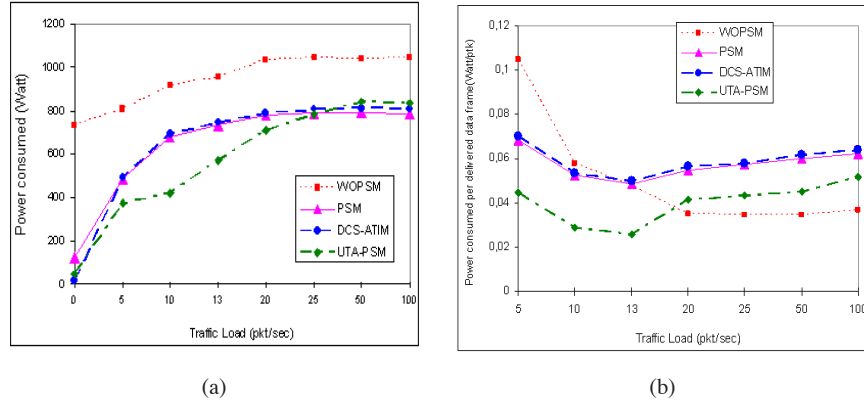 1200
1000
800
600
400
200
0
Power consumed (Watt)
WOPSM
PSM
DCS-ATIM
UTA-PSM
0 5 10 13 20 25 50 100
Traffic Load (pkt/sec)
(a)
0,12
0,1
0,08
0,06
0,04
0,02
0
Power consumed per delivered data frame(Watt/ptk)
WOPSM
PSM
DCS-ATIM
UTA-PSM
5 10 13 20 25 50 100
Traffic Load (pkt/sec)
(b)